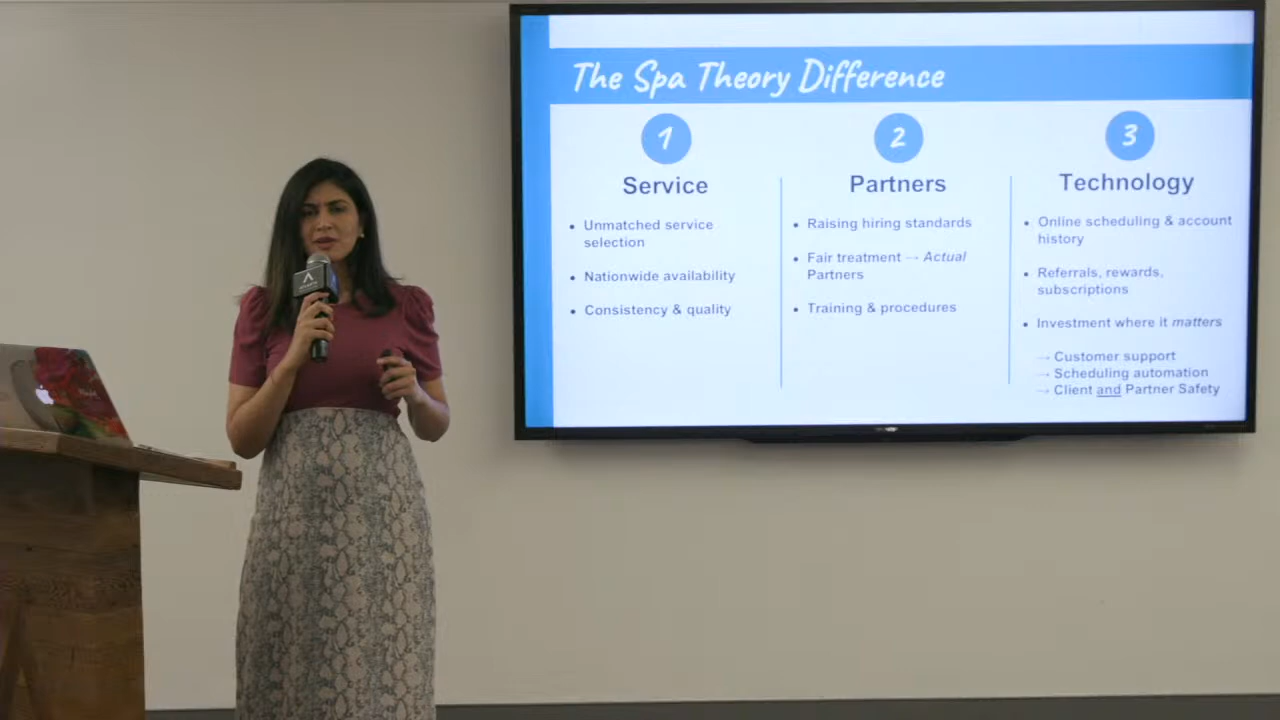 The Spa Theory Difference
1
Service
• Unmatched service
selection
• Nationwide availability
• Consistency & quality
2
Partners
• Raising hiring standards
• Fair treatment → Actual
Partners
• Training & procedures
3
Technology
• Online scheduling & account
history
• Referrals, rewards,
subscriptions
• Investment where it matters
→ Customer support
→ Scheduling automation
→ Client and Partner Safety